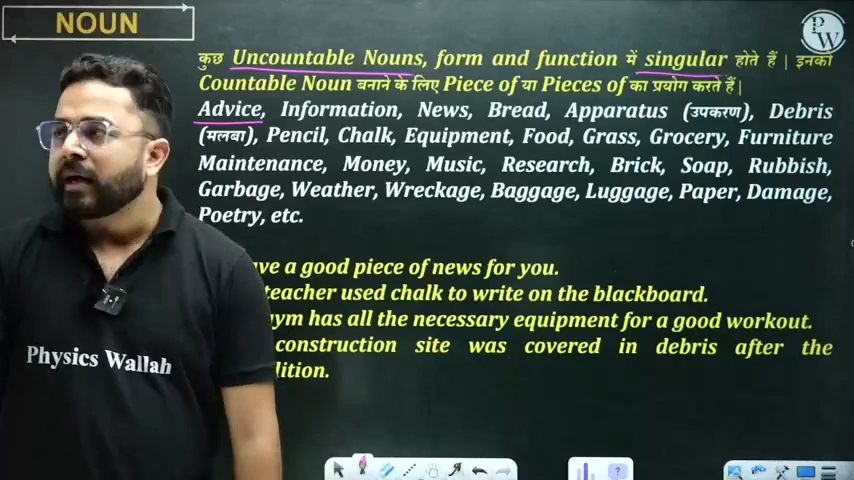 NOUN
PW
कुछ Uncountable Nouns, form and function में singular होते हैं | इनको
Countable Noun बनाने के लिए Piece of या Pieces of का प्रयोग करते हैं|
Advice, Information, News, Bread, Apparatus (उपकरण), Debris
(मलबा), Pencil, Chalk, Equipment, Food, Grass, Grocery, Furniture
Maintenance, Money, Music, Research, Brick, Soap, Rubbish,
Garbage, Weather, Wreckage, Baggage, Luggage, Paper, Damage,
Poetry, etc.
ave a good piece of news for you.
teacher used chalk to write on the blackboard.
gym has all the necessary equipment for a good workout.
construction site was covered in debris after the
lition.
Physics Wallah